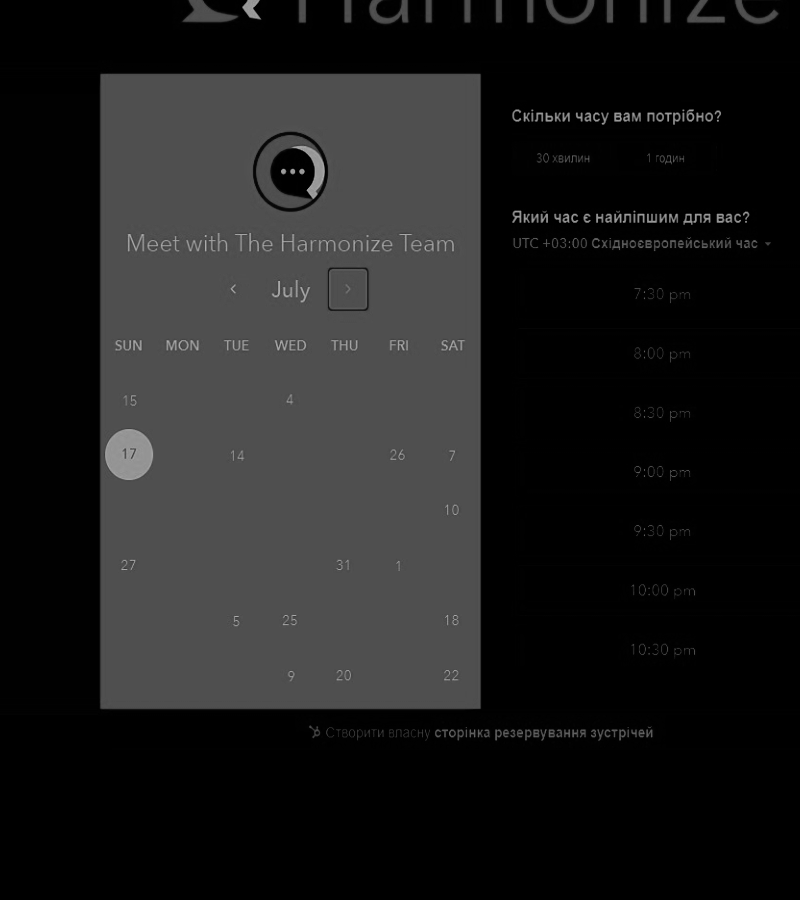 Harmonize
Meet with The Harmonize Team
July
SUN MON TUE WED THU FRI SAT
15 4
17 14 26 7
10
27 31 1
5 25 18
9 20 22
Скільки часу вам потрібно?
30 хвилин 1 годин
Який час є найліпшим для вас?
UTC +03:00 Східноєвропейський час
7:30 pm
8:00 pm
8:30 pm
9:00 pm
9:30 pm
10:00 pm
10:30 pm
Створити власну сторінка резервування зустрічей